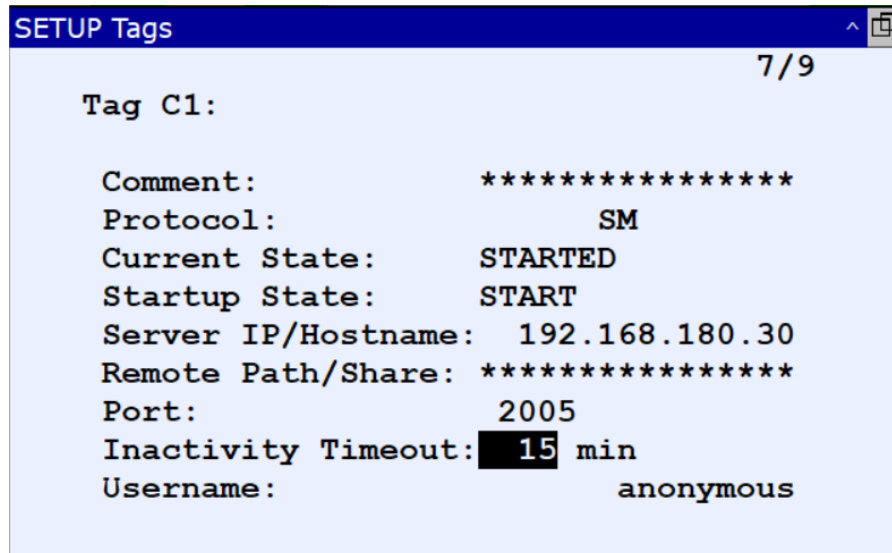 SETUP Tags
7/9
Tag C1:
Comment: ****************
Protocol: SM
Current State: STARTED
Startup State: START
Server IP/Hostname: 192.168.180.30
Remote Path/Share: ****************
Port: 2005
Inactivity Timeout: 15 min
Username: anonymous